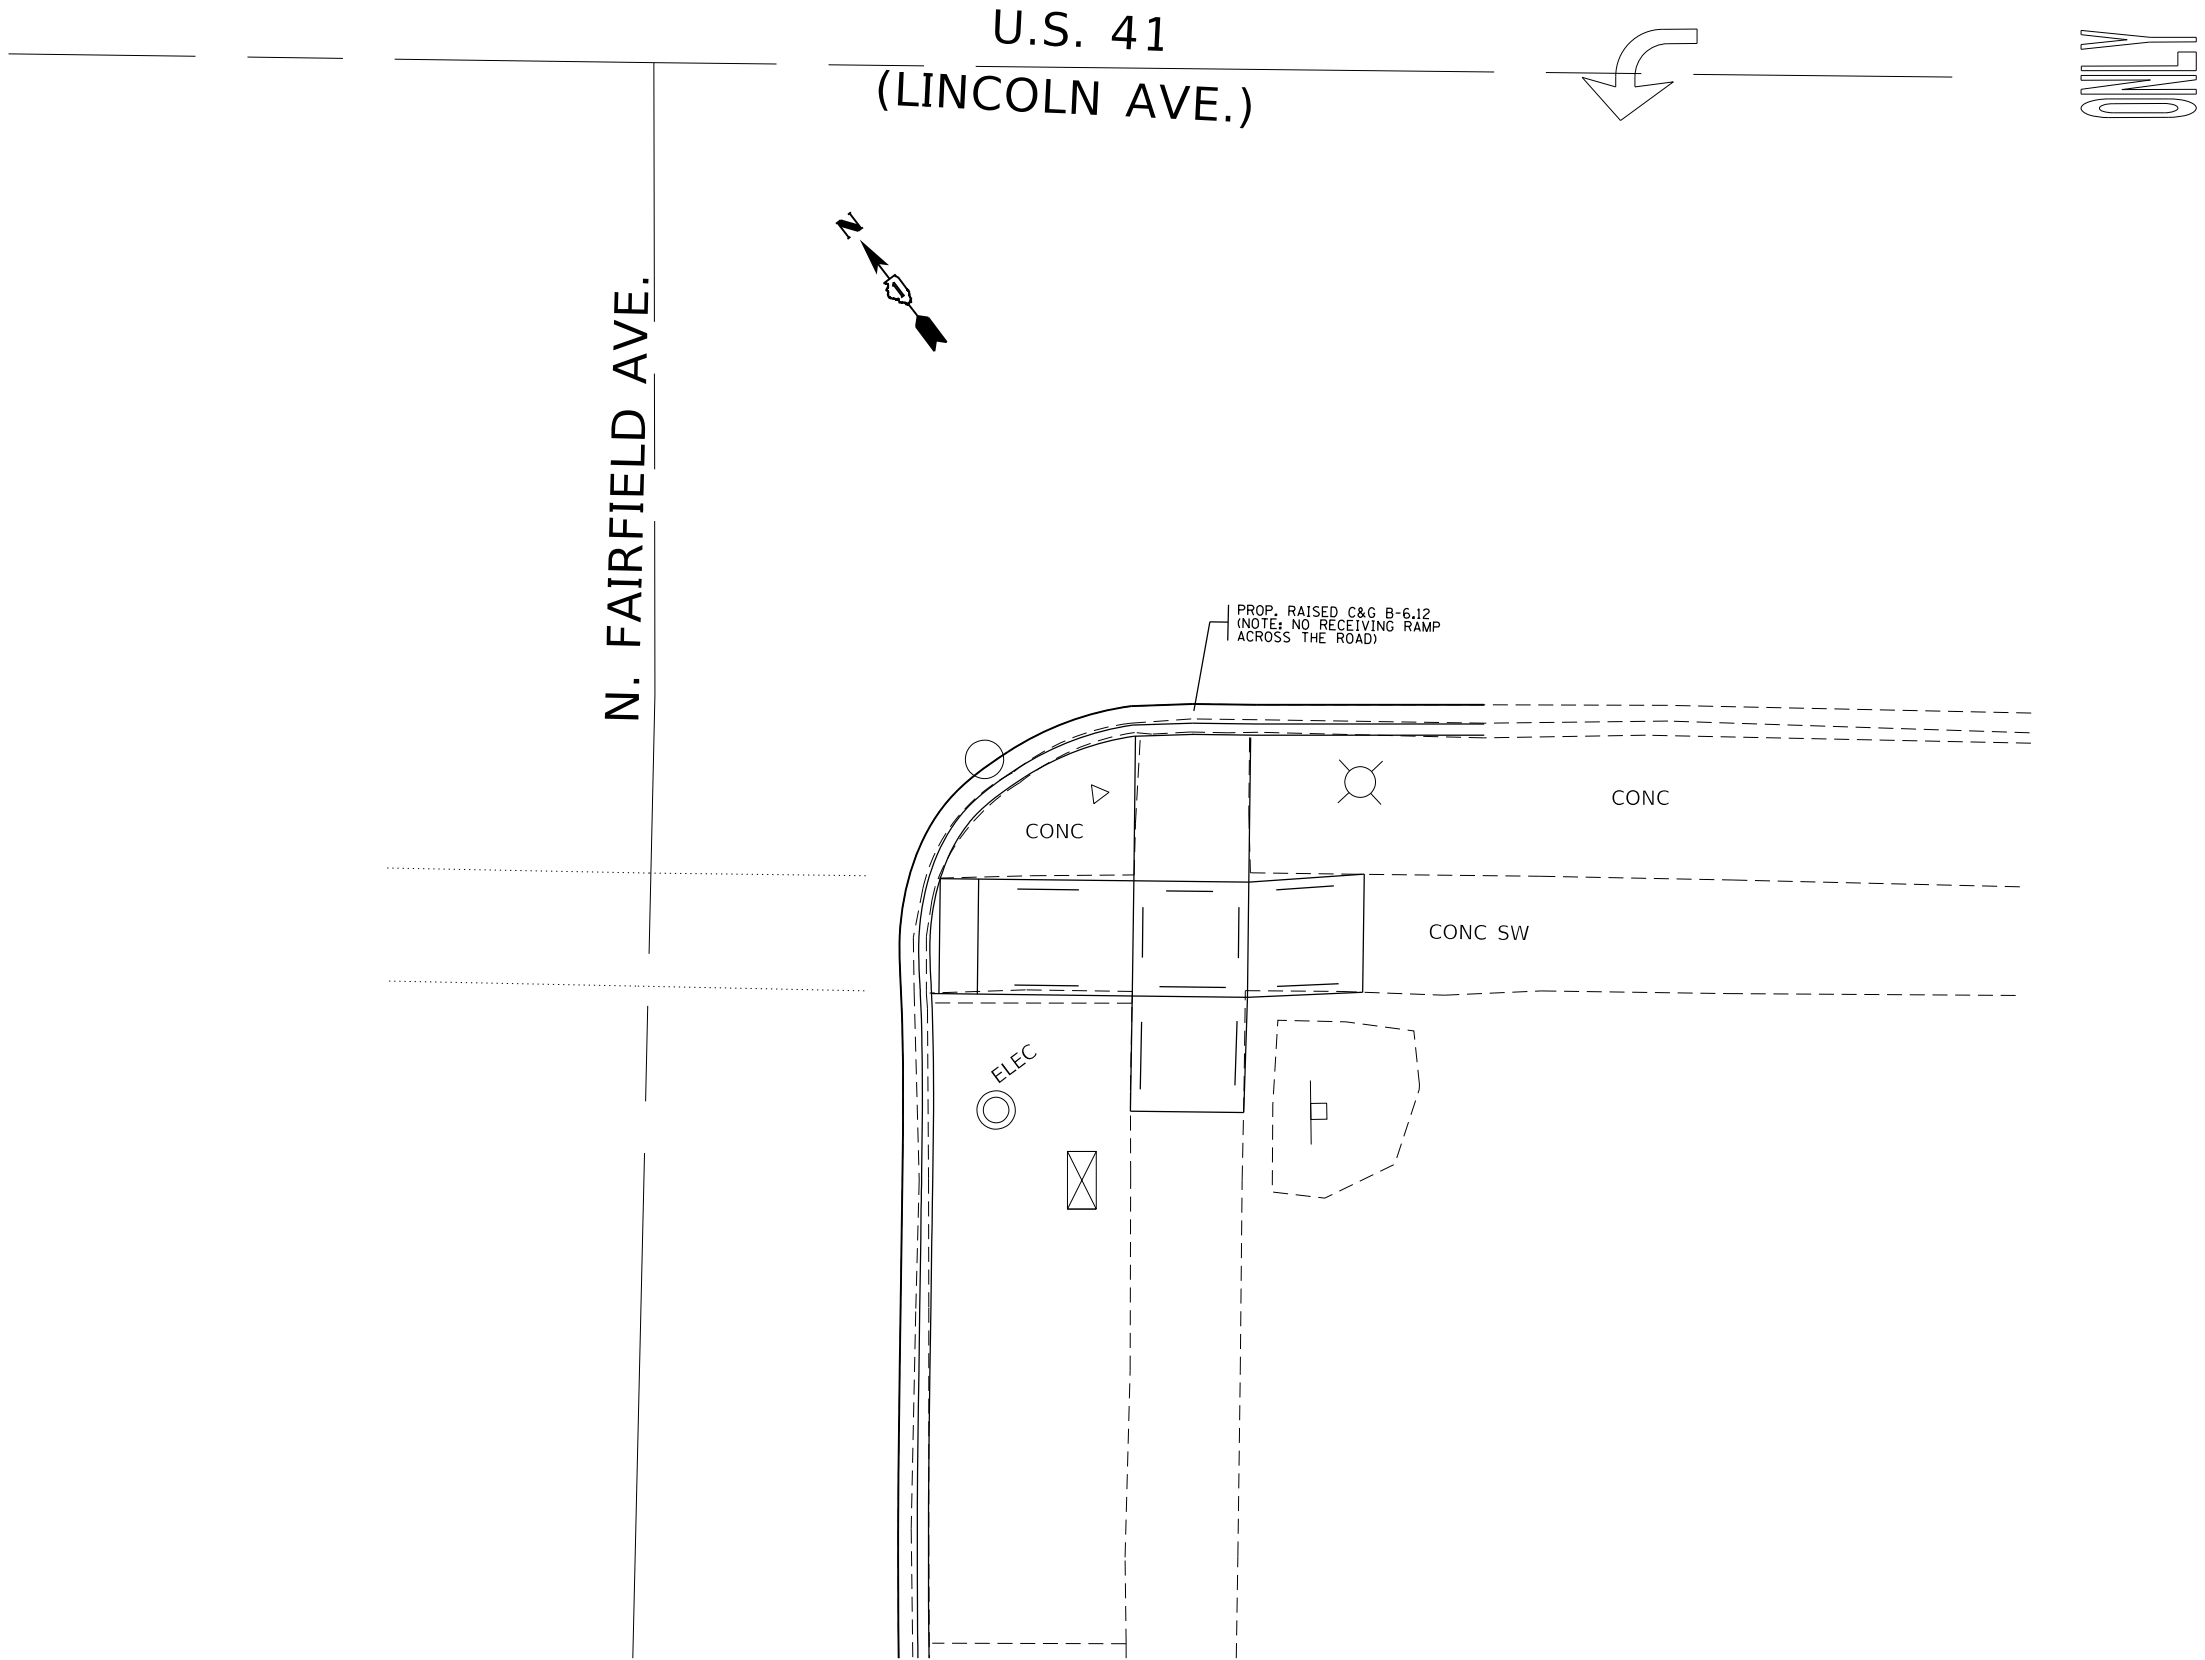 U.S. 41
(LINCOLN AVE.)
ONLY
N
N. FAIRFIELD AVE.
PROP. RAISED C&G B-6.12
(NOTE: NO RECEIVING RAMP
ACROSS THE ROAD)
CONC
CONC
CONC SW
ELEC